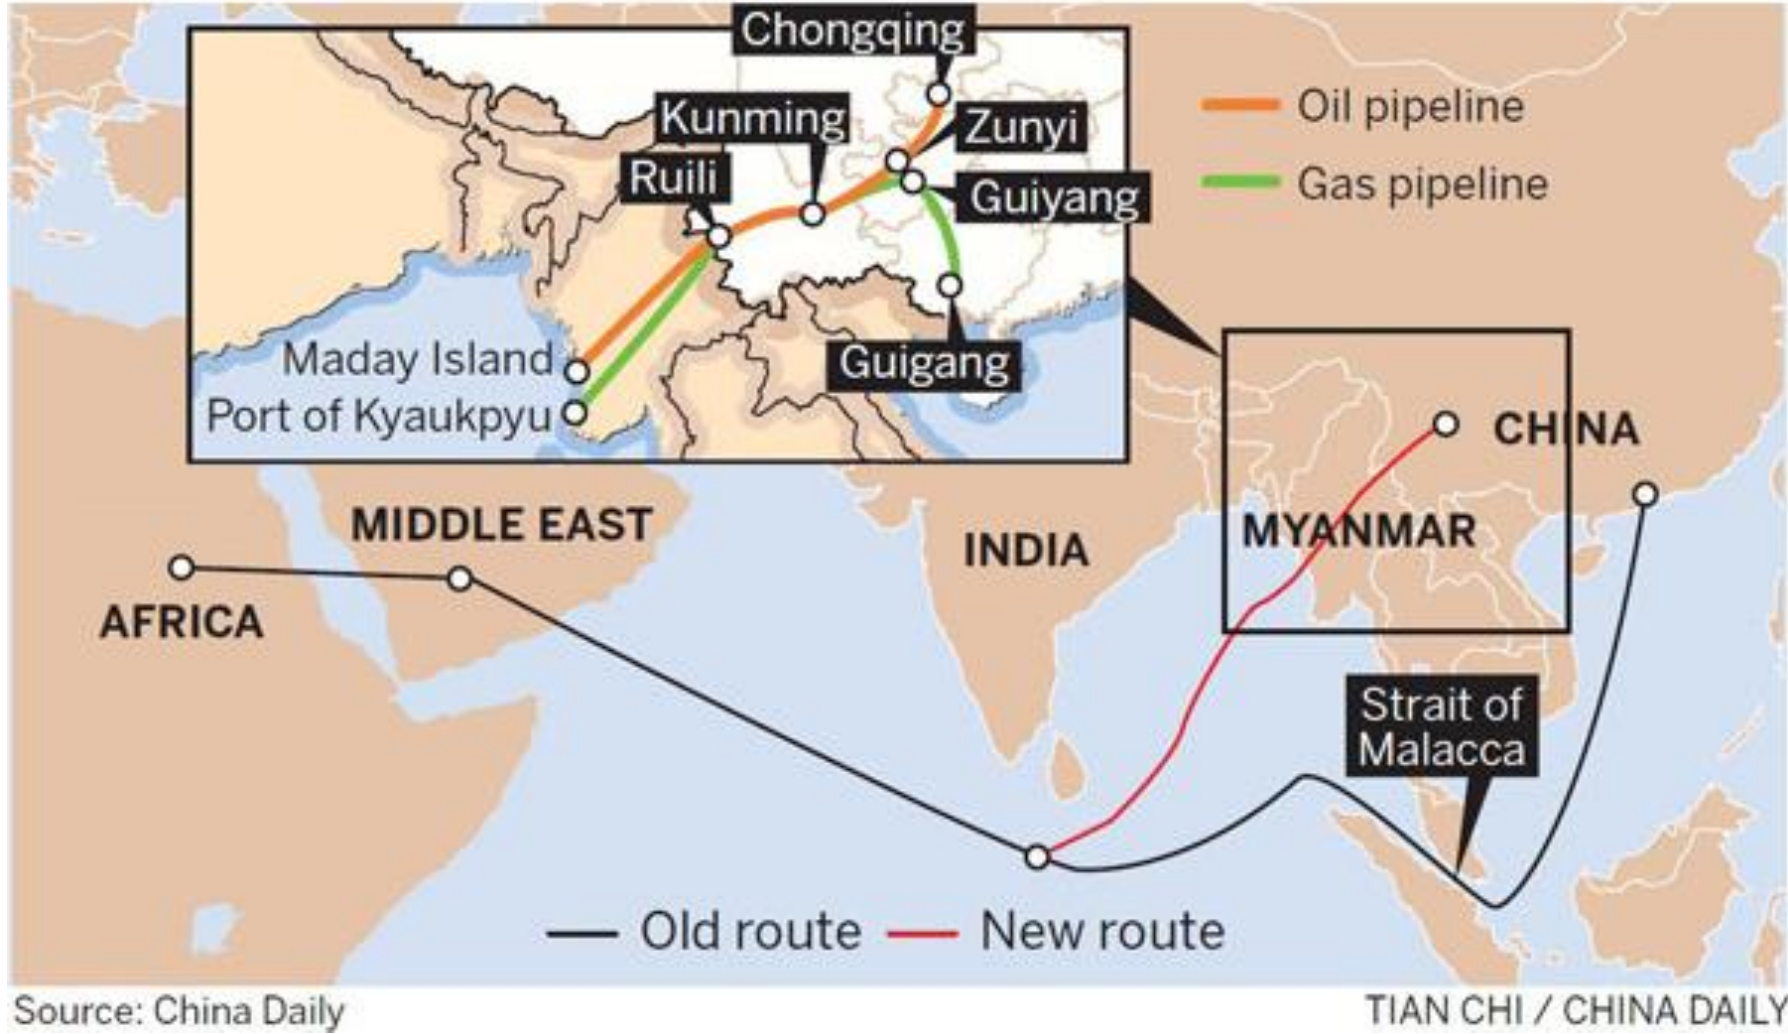 Chongqing
Kunming
Zunyi
Ruili
Guiyang
Maday Island
Port of Kyaukpyu
Guigang
Oil pipeline
Gas pipeline
CHINA
MIDDLE EAST
INDIA
MYANMAR
AFRICA
Strait of
Malacca
Old route
New route
Source: China Daily
TIAN CHI / CHINA DAILY